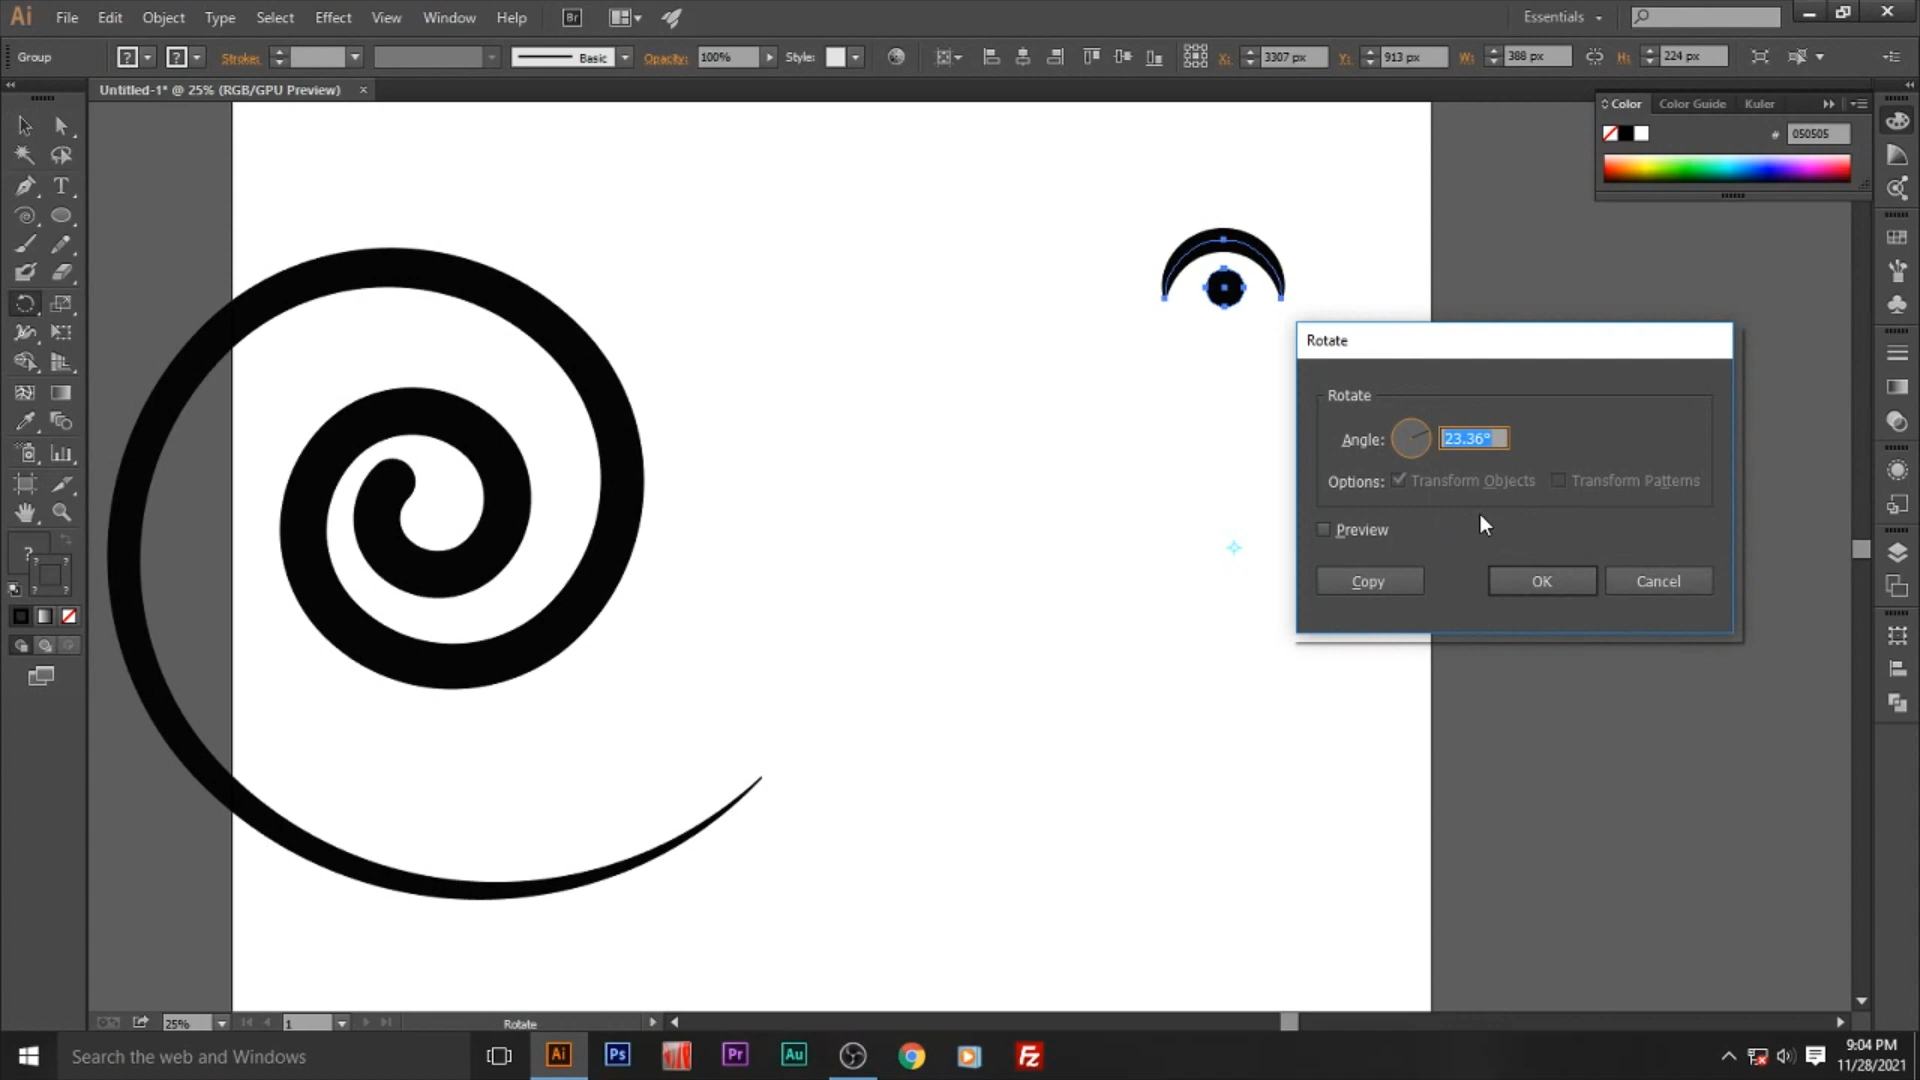 Ai File Edit Object Type Select Effect View Window Help Br Essentials
Group ? ? Stroke: Basic Opacity: 100% Style: X: 3307 px Y: 913 px W: 388 px H: 224 px
Untitled-1* @ 25% (RGB/GPU Preview) ×
Color Color Guide Kuler
# 050505
T
Rotate
Rotate
Angle: 23.36°
Options: Transform Objects Transform Patterns
Preview
Copy OK Cancel
?
? ?
? ?
25% 1 Rotate
Search the web and Windows Ai Ps Pr Au Fz
9:04 PM
11/28/2021